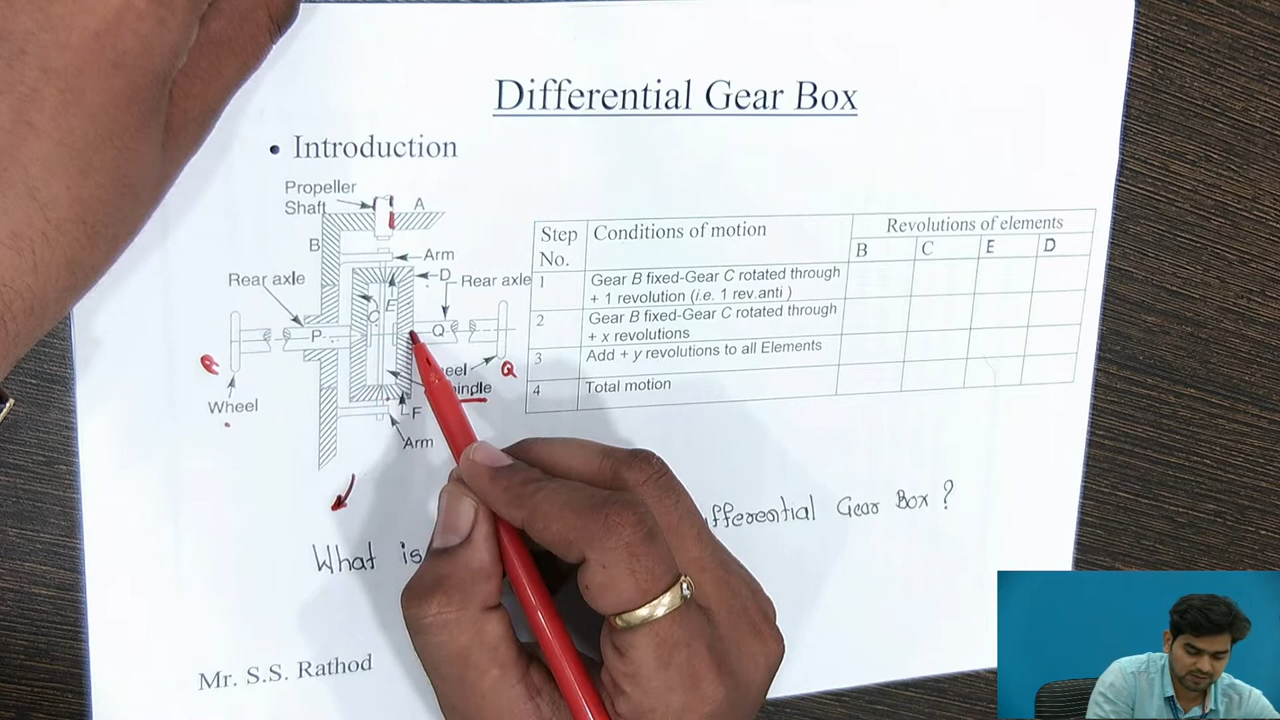 Differential Gear Box
• Introduction
Propeller
Shaft
A
B
Arm
Rear axle
D
Rear axle
E
C
P
Q
Q
Wheel
F
Arm
Step No.
Conditions of motion
Revolutions of elements
B
C
E
D
1
Gear B fixed-Gear C rotated through
+ 1 revolution (i.e. 1 rev.anti )
2
Gear B fixed-Gear C rotated through
+ x revolutions
3
Add + y revolutions to all Elements
4
Total motion
What is
Gear Box ?
Mr. S.S. Rathod